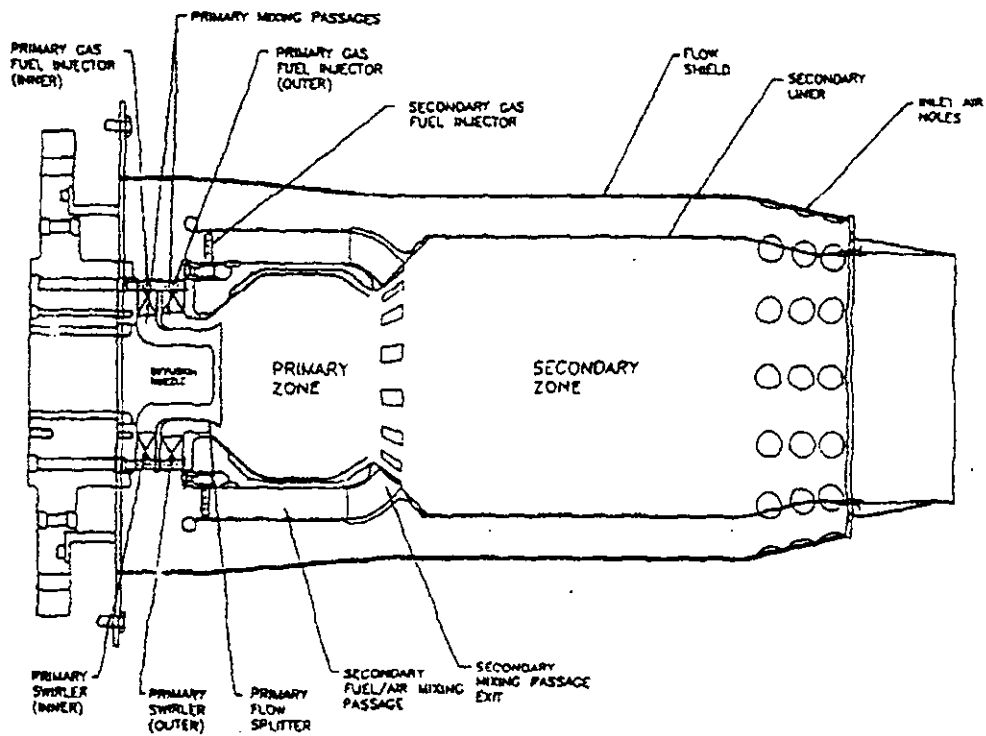 PRIMARY MIXING PASSAGES
PRIMARY GAS
FUEL INJECTOR
(INNER)
PRIMARY GAS
FUEL INJECTOR
(OUTER)
SECONDARY GAS
FUEL INJECTOR
FLOW
SHIELD
SECONDARY
LINER
INLET AIR
HOLES
DIFFUSION
NOZZLE
PRIMARY
ZONE
SECONDARY
ZONE
PRIMARY
SWIRLER
(INNER)
PRIMARY
SWIRLER
(OUTER)
PRIMARY
FLOW
SPLITTER
SECONDARY
FUEL/AIR MIXING
PASSAGE
SECONDARY
MIXING PASSAGE
EXIT